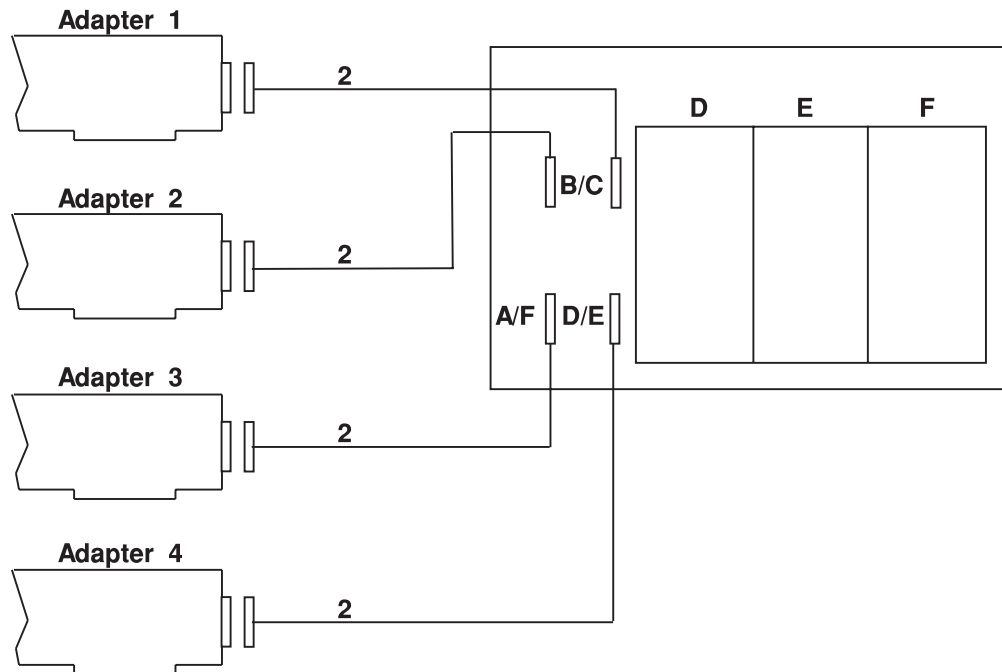 Adapter 1
2
D E F
B/C
Adapter 2
2
A/F D/E
Adapter 3
2
Adapter 4
2